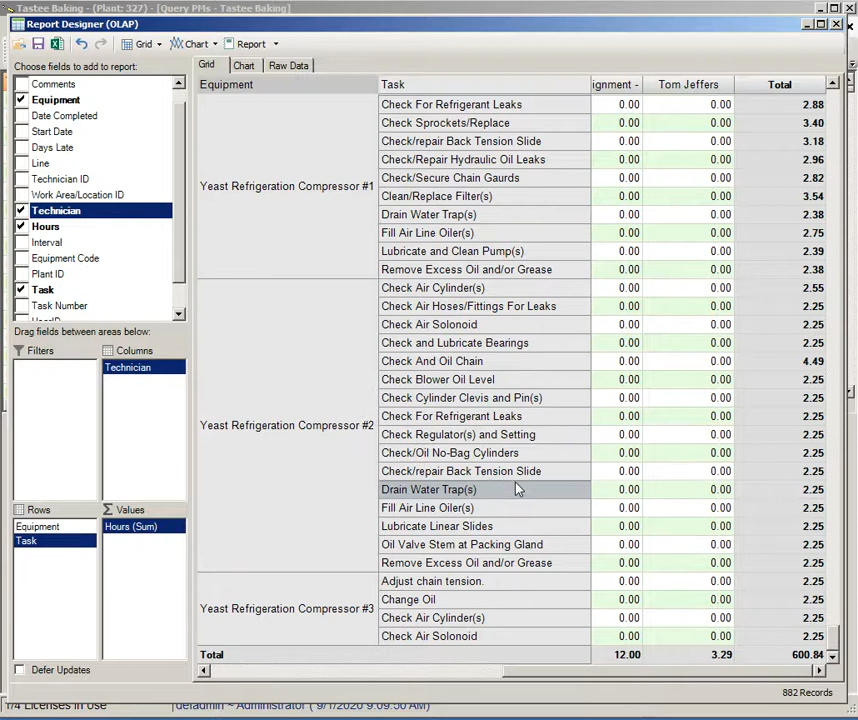 Tastee Baking - (Plant: 327) - [Query PMs - Tastee Baking]
Report Designer (OLAP)
Grid Chart Report
Choose fields to add to report:
Comments
Equipment
Date Completed
Start Date
Days Late
Line
Technician ID
Work Area/Location ID
Technician
Hours
Interval
Equipment Code
Plant ID
Task
Task Number
Drag fields between areas below:
Filters
Columns
Technician
Rows
Equipment
Task
Values
Hours (Sum)
Defer Updates
Grid Chart Raw Data
Equipment Task ignment - Tom Jeffers Total
Yeast Refrigeration Compressor #1
Check For Refrigerant Leaks 0.00 0.00 2.88
Check Sprockets/Replace 0.00 0.00 3.40
Check/repair Back Tension Slide 0.00 0.00 3.18
Check/Repair Hydraulic Oil Leaks 0.00 0.00 2.96
Check/Secure Chain Gaurds 0.00 0.00 2.82
Clean/Replace Filter(s) 0.00 0.00 3.54
Drain Water Trap(s) 0.00 0.00 2.38
Fill Air Line Oiler(s) 0.00 0.00 2.75
Lubricate and Clean Pump(s) 0.00 0.00 2.39
Remove Excess Oil and/or Grease 0.00 0.00 2.38
Yeast Refrigeration Compressor #2
Check Air Cylinder(s) 0.00 0.00 2.55
Check Air Hoses/Fittings For Leaks 0.00 0.00 2.25
Check Air Solonoid 0.00 0.00 2.25
Check and Lubricate Bearings 0.00 0.00 2.25
Check And Oil Chain 0.00 0.00 4.49
Check Blower Oil Level 0.00 0.00 2.25
Check Cylinder Clevis and Pin(s) 0.00 0.00 2.25
Check For Refrigerant Leaks 0.00 0.00 2.25
Check Regulator(s) and Setting 0.00 0.00 2.25
Check/Oil No-Bag Cylinders 0.00 0.00 2.25
Check/repair Back Tension Slide 0.00 0.00 2.25
Drain Water Trap(s) 0.00 0.00 2.25
Fill Air Line Oiler(s) 0.00 0.00 2.25
Lubricate Linear Slides 0.00 0.00 2.25
Oil Valve Stem at Packing Gland 0.00 0.00 2.25
Remove Excess Oil and/or Grease 0.00 0.00 2.25
Yeast Refrigeration Compressor #3
Adjust chain tension. 0.00 0.00 2.25
Change Oil 0.00 0.00 2.25
Check Air Cylinder(s) 0.00 0.00 2.25
Check Air Solonoid 0.00 0.00 2.25
Total 12.00 3.29 600.84
882 Records
1/4 Licenses in Use defadmin ~ Administrator ( 9/1/2020 9:09:50 AM)